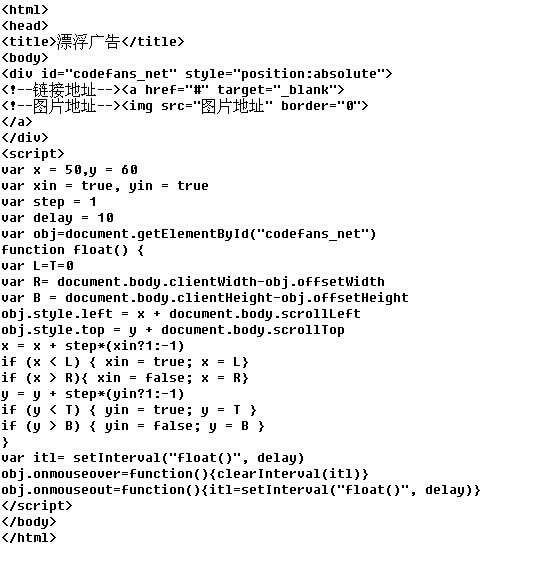 <html>
<head>
<title>漂浮广告</title>
<body>
<div id="codefans_net" style="position:absolute">
<!--链接地址--><a href="#" target="_blank">
<!--图片地址--><img src="图片地址" border="0">
</a>
</div>
<script>
var x = 50,y = 60
var xin = true, yin = true
var step = 1
var delay = 10
var obj=document.getElementById("codefans_net")
function float() {
var L=T=0
var R= document.body.clientWidth-obj.offsetWidth
var B = document.body.clientHeight-obj.offsetHeight
obj.style.left = x + document.body.scrollLeft
obj.style.top = y + document.body.scrollTop
x = x + step*(xin?1:-1)
if (x < L) { xin = true; x = L}
if (x > R){ xin = false; x = R}
y = y + step*(yin?1:-1)
if (y < T) { yin = true; y = T }
if (y > B) { yin = false; y = B }
}
var itl= setInterval("float()", delay)
obj.onmouseover=function(){clearInterval(itl)}
obj.onmouseout=function(){itl=setInterval("float()", delay)}
</script>
</body>
</html>